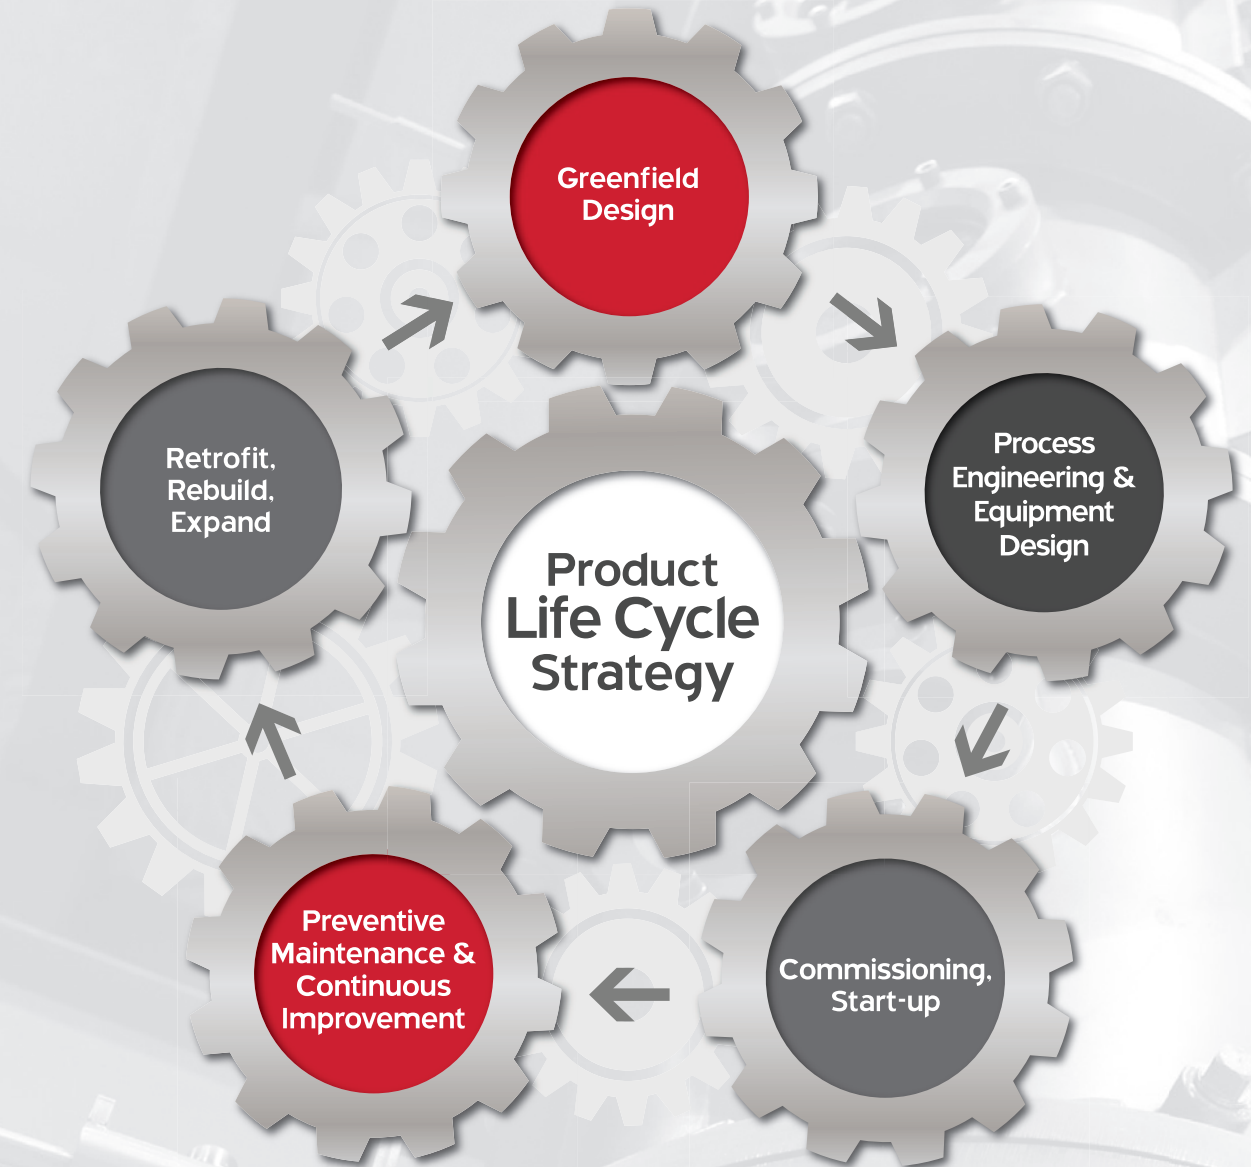 Greenfield
Design
Process
Engineering &
Equipment
Design
Commissioning,
Start-up
Preventive
Maintenance &
Continuous
Improvement
Retrofit,
Rebuild,
Expand
Product
Life Cycle
Strategy